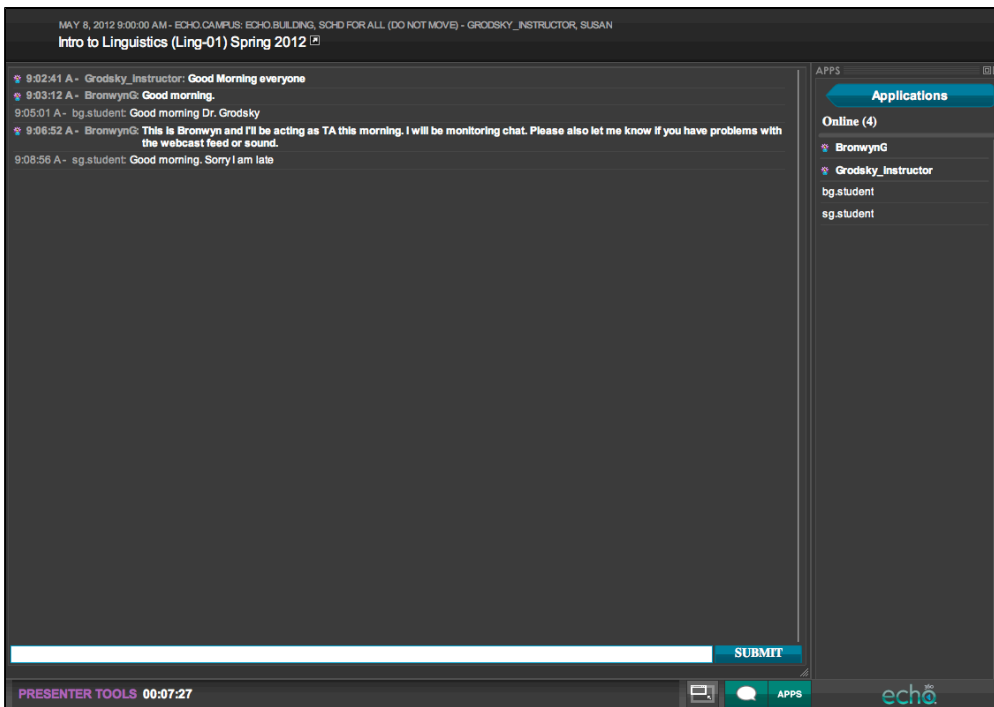 MAY 8, 2012 9:00:00 AM - ECHO.CAMPUS: ECHO.BUILDING, SCHD FOR ALL (DO NOT MOVE) - GRODSKY_INSTRUCTOR, SUSAN
Intro to Linguistics (Ling-01) Spring 2012
9:02:41 A - Grodsky_Instructor: Good Morning everyone
9:03:12 A - BronwynG: Good morning.
9:05:01 A - bg.student: Good morning Dr. Grodsky
9:06:52 A - BronwynG: This is Bronwyn and I'll be acting as TA this morning. I will be monitoring chat. Please also let me know if you have problems with
the webcast feed or sound.
9:08:56 A - sg.student: Good morning. Sorry I am late
SUBMIT
APPS
Applications
Online (4)
BronwynG
Grodsky_Instructor
bg.student
sg.student
PRESENTER TOOLS 00:07:27
APPS
echo 360